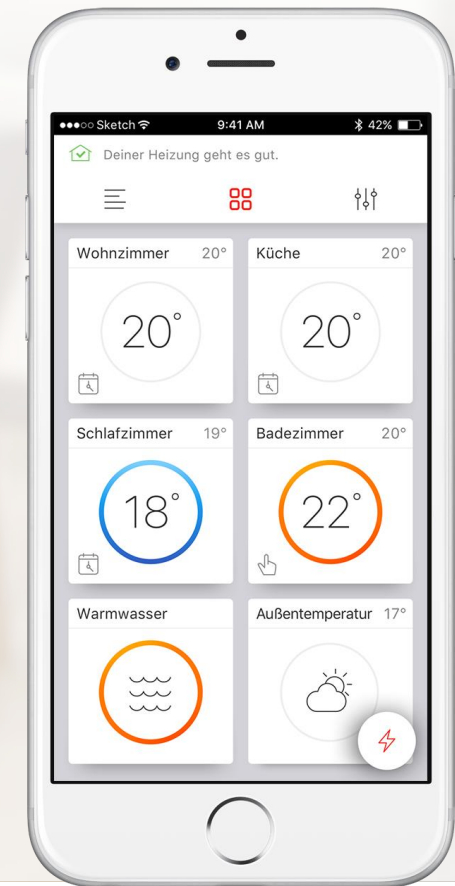 ●●●○○ Sketch 9:41 AM 42%
Deiner Heizung geht es gut.
Wohnzimmer 20°
20°
Küche 20°
20°
Schlafzimmer 19°
18°
Badezimmer 20°
22°
Warmwasser
Außentemperatur 17°